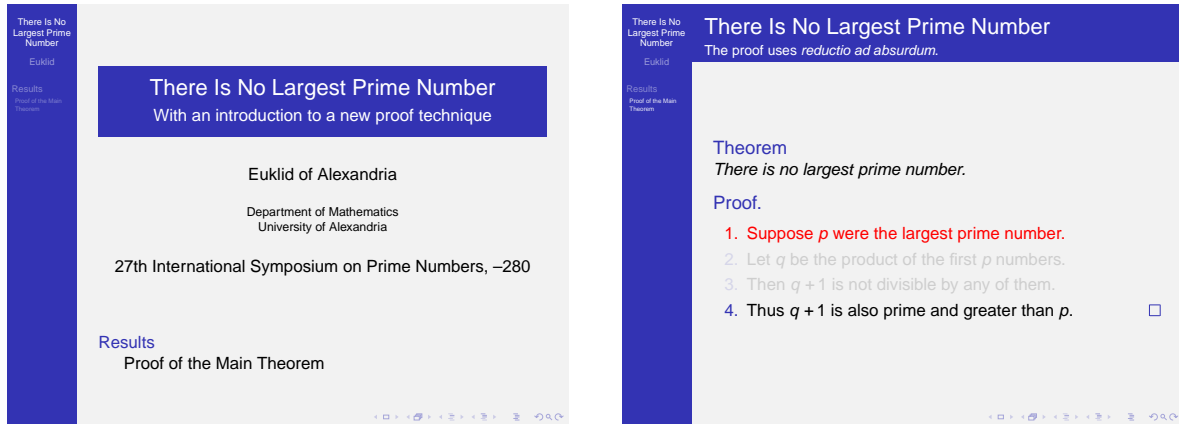 There Is No
Largest Prime
Number
Euklid
Results
Proof of the Main
Theorem
There Is No Largest Prime Number
With an introduction to a new proof technique
Euklid of Alexandria
Department of Mathematics
University of Alexandria
27th International Symposium on Prime Numbers, –280
Results
Proof of the Main Theorem
There Is No
Largest Prime
Number
Euklid
Results
Proof of the Main
Theorem
There Is No Largest Prime Number
The proof uses reductio ad absurdum.
Theorem
There is no largest prime number.
Proof.
1. Suppose p were the largest prime number.
2. Let q be the product of the first p numbers.
3. Then q + 1 is not divisible by any of them.
4. Thus q + 1 is also prime and greater than p. □